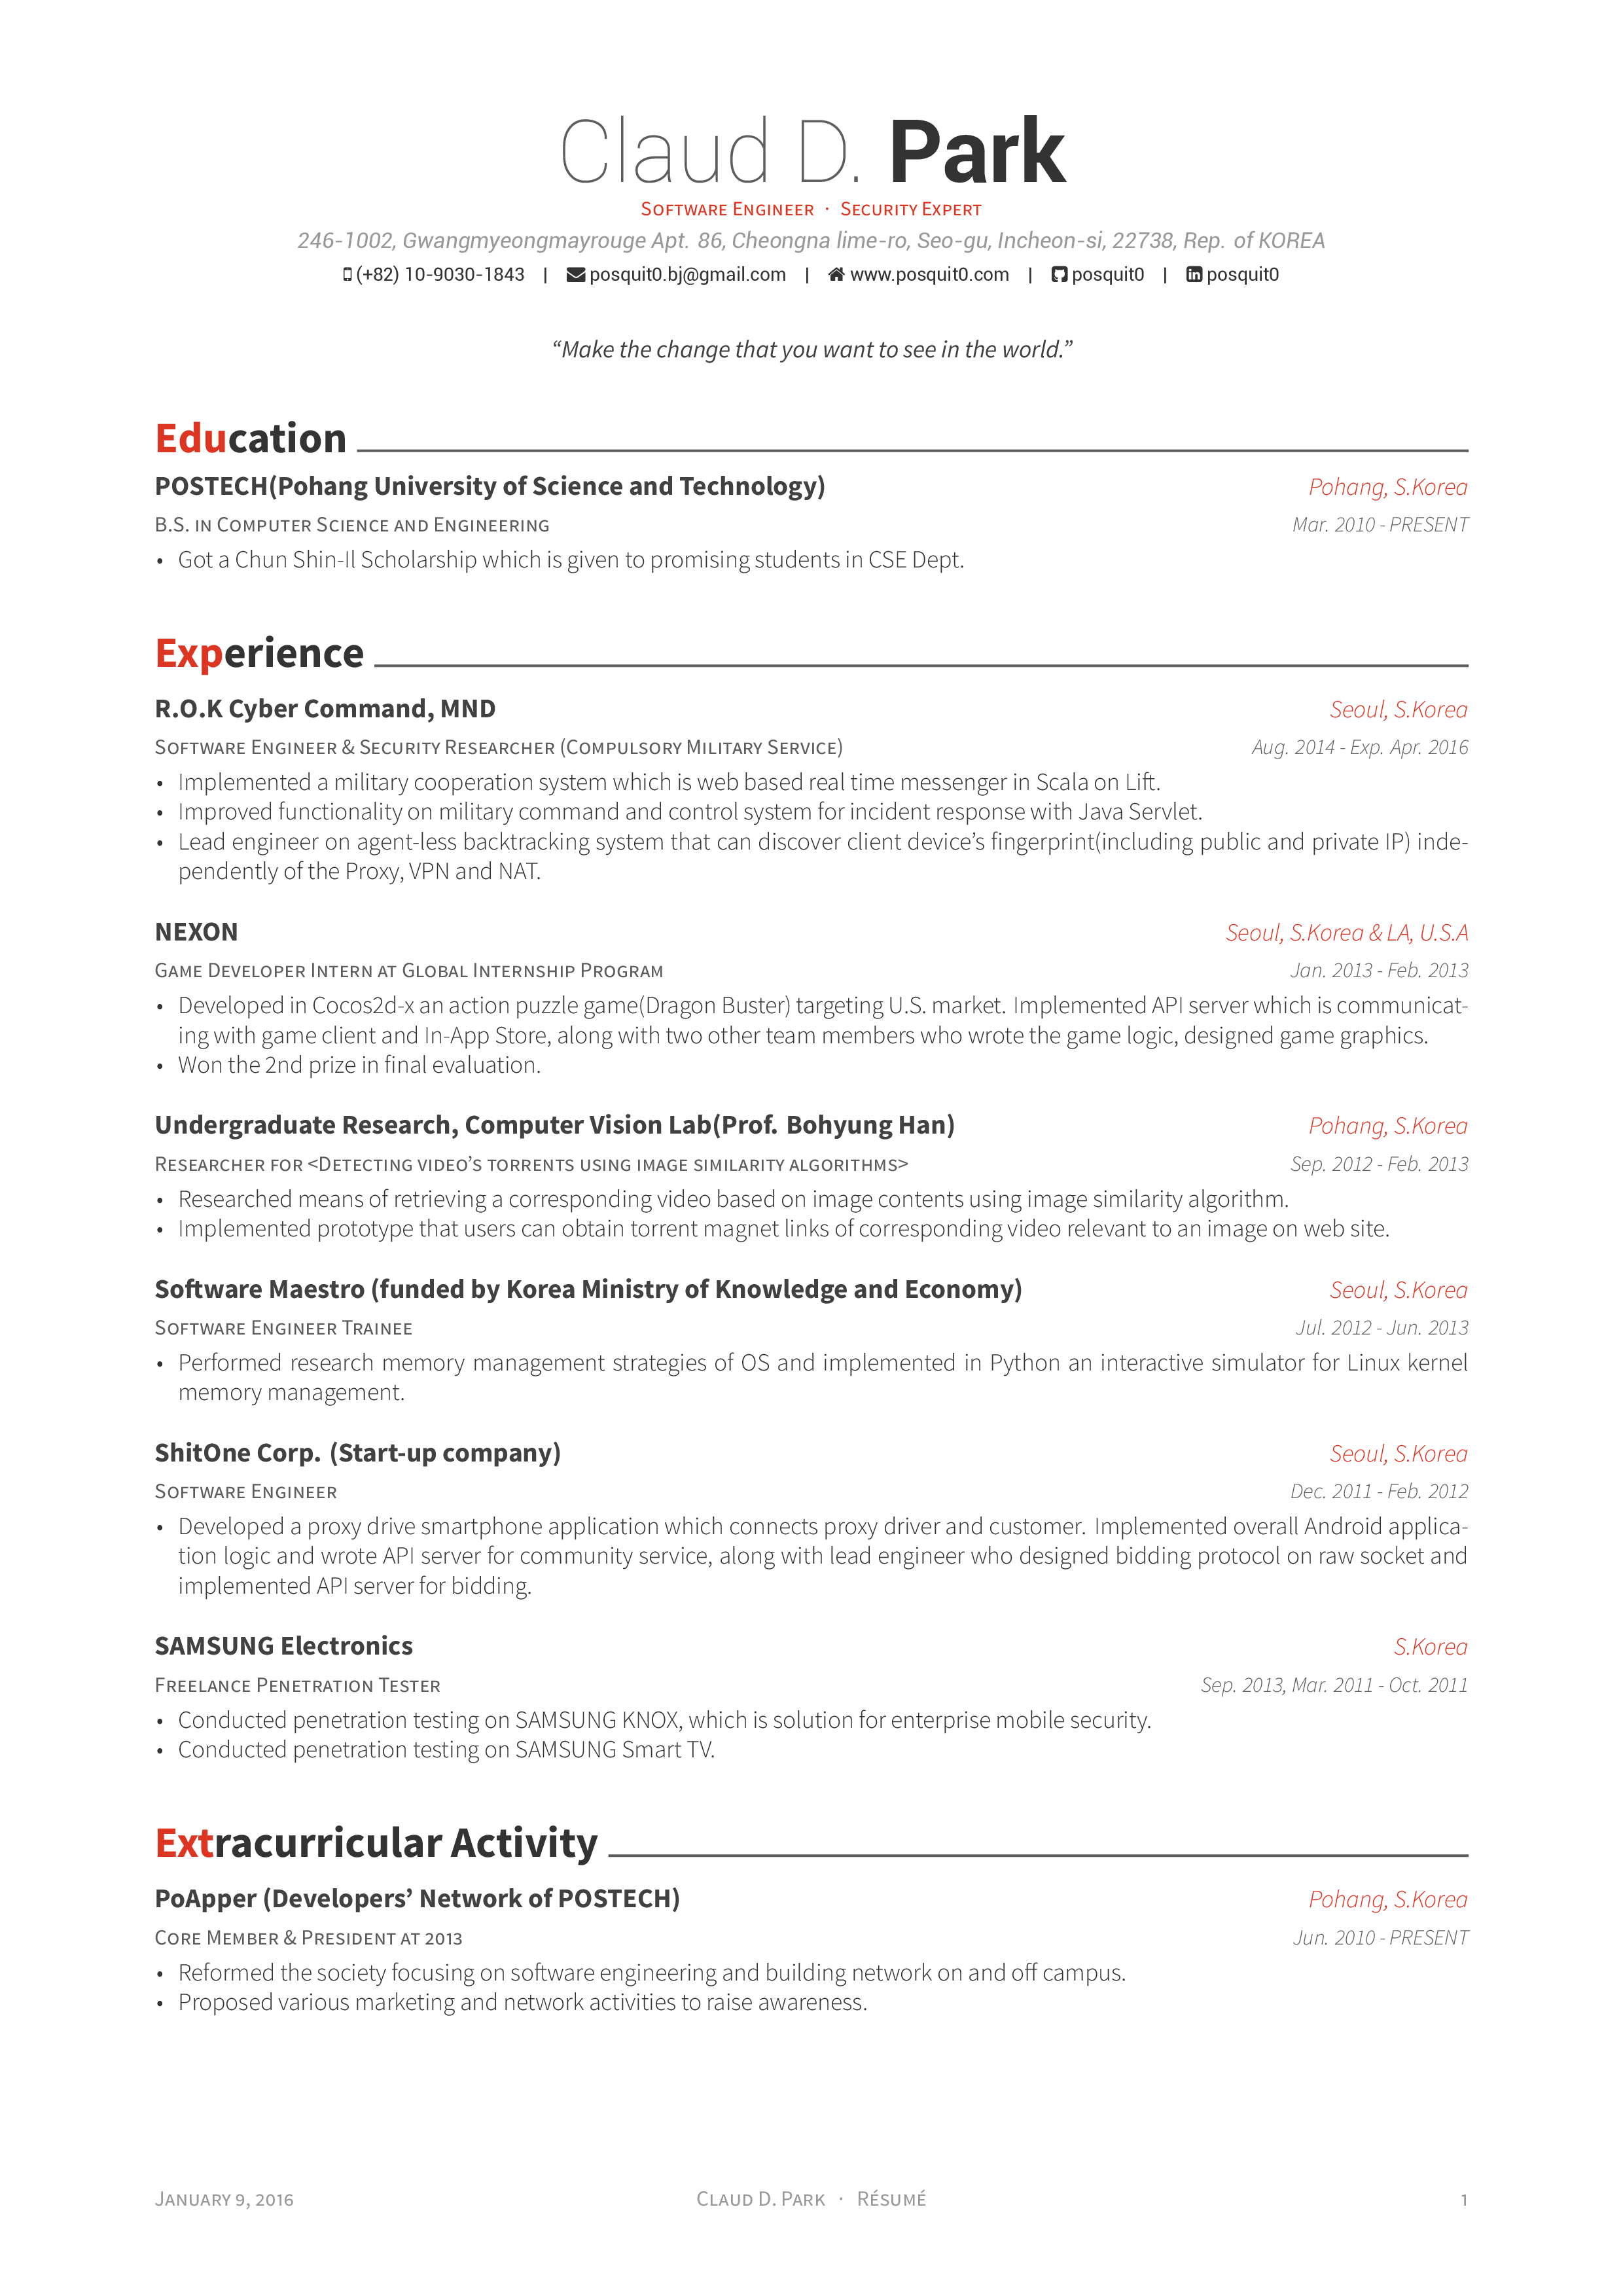 Claud D. Park
Software Engineer · Security Expert
246-1002, Gwangmyeongmayrouge Apt. 86, Cheongna lime-ro, Seo-gu, Incheon-si, 22738, Rep. of KOREA
(+82) 10-9030-1843 | posquit0.bj@gmail.com | www.posquit0.com | posquit0 | posquit0
“Make the change that you want to see in the world.”
Education
POSTECH(Pohang University of Science and Technology) Pohang, S.Korea
B.S. in Computer Science and Engineering Mar. 2010 - PRESENT
• Got a Chun Shin-Il Scholarship which is given to promising students in CSE Dept.
Experience
R.O.K Cyber Command, MND Seoul, S.Korea
Software Engineer & Security Researcher (Compulsory Military Service) Aug. 2014 - Exp. Apr. 2016
• Implemented a military cooperation system which is web based real time messenger in Scala on Lift.
• Improved functionality on military command and control system for incident response with Java Servlet.
• Lead engineer on agent-less backtracking system that can discover client device’s fingerprint(including public and private IP) inde-
pendently of the Proxy, VPN and NAT.
NEXON Seoul, S.Korea & LA, U.S.A
Game Developer Intern at Global Internship Program Jan. 2013 - Feb. 2013
• Developed in Cocos2d-x an action puzzle game(Dragon Buster) targeting U.S. market. Implemented API server which is communicat-
ing with game client and In-App Store, along with two other team members who wrote the game logic, designed game graphics.
• Won the 2nd prize in final evaluation.
Undergraduate Research, Computer Vision Lab(Prof. Bohyung Han) Pohang, S.Korea
Researcher for <Detecting video’s torrents using image similarity algorithms> Sep. 2012 - Feb. 2013
• Researched means of retrieving a corresponding video based on image contents using image similarity algorithm.
• Implemented prototype that users can obtain torrent magnet links of corresponding video relevant to an image on web site.
Software Maestro (funded by Korea Ministry of Knowledge and Economy) Seoul, S.Korea
Software Engineer Trainee Jul. 2012 - Jun. 2013
• Performed research memory management strategies of OS and implemented in Python an interactive simulator for Linux kernel
memory management.
ShitOne Corp. (Start-up company) Seoul, S.Korea
Software Engineer Dec. 2011 - Feb. 2012
• Developed a proxy drive smartphone application which connects proxy driver and customer. Implemented overall Android applica-
tion logic and wrote API server for community service, along with lead engineer who designed bidding protocol on raw socket and
implemented API server for bidding.
SAMSUNG Electronics S.Korea
Freelance Penetration Tester Sep. 2013, Mar. 2011 - Oct. 2011
• Conducted penetration testing on SAMSUNG KNOX, which is solution for enterprise mobile security.
• Conducted penetration testing on SAMSUNG Smart TV.
Extracurricular Activity
PoApper (Developers’ Network of POSTECH) Pohang, S.Korea
Core Member & President at 2013 Jun. 2010 - PRESENT
• Reformed the society focusing on software engineering and building network on and off campus.
• Proposed various marketing and network activities to raise awareness.
January 9, 2016 Claud D. Park · Résumé 1